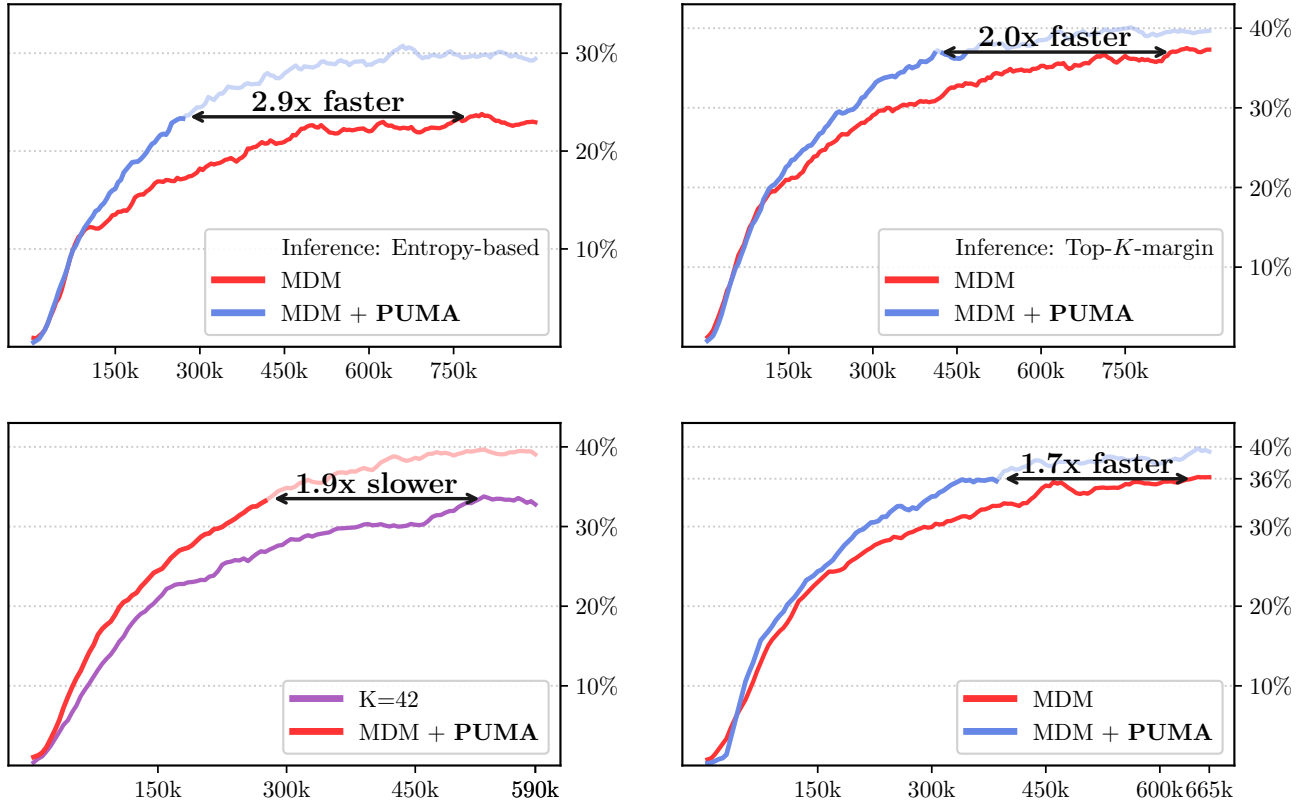 30%
20%
10%
2.9x faster
Inference: Entropy-based
MDM
MDM + PUMA
150k 300k 450k 600k 750k
40%
30%
20%
10%
2.0x faster
Inference: Top-K-margin
MDM
MDM + PUMA
150k 300k 450k 600k 750k
40%
30%
20%
10%
1.9x slower
K=42
MDM + PUMA
150k 300k 450k 590k
40%
36%
30%
20%
10%
1.7x faster
MDM
MDM + PUMA
150k 300k 450k 600k 665k